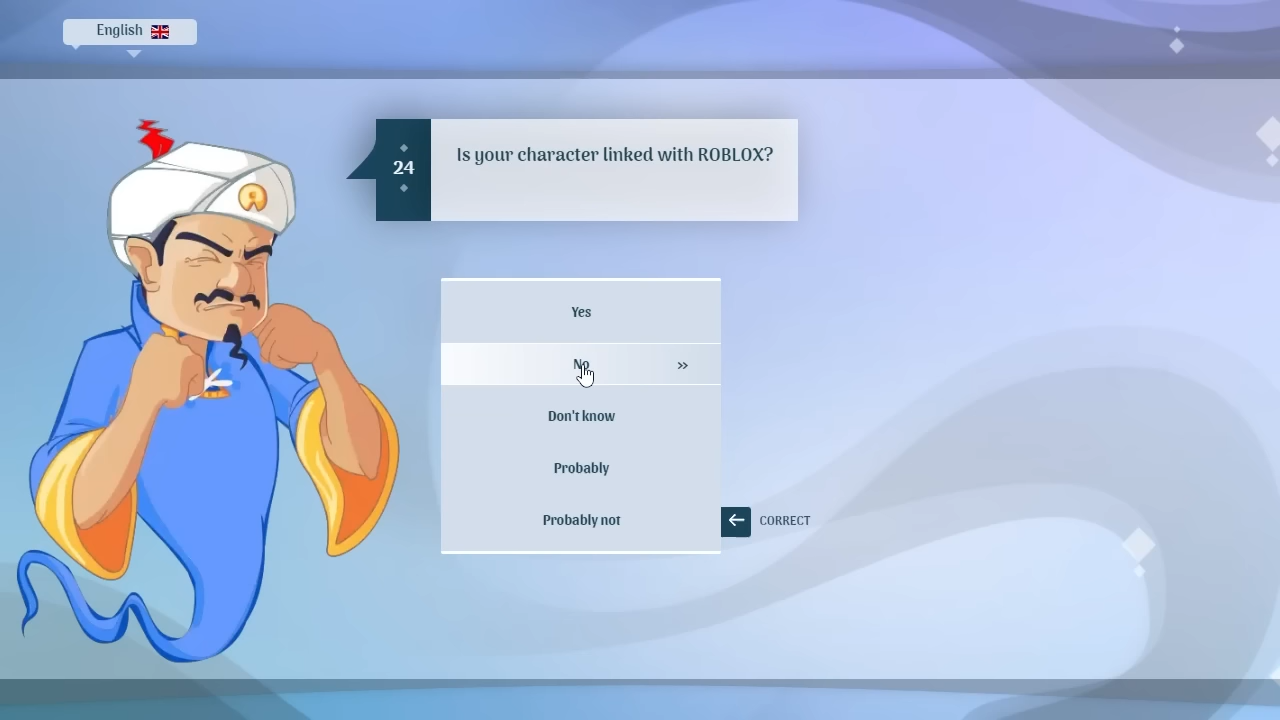 English
24
Is your character linked with ROBLOX?
Yes
No
Don't know
Probably
Probably not
CORRECT